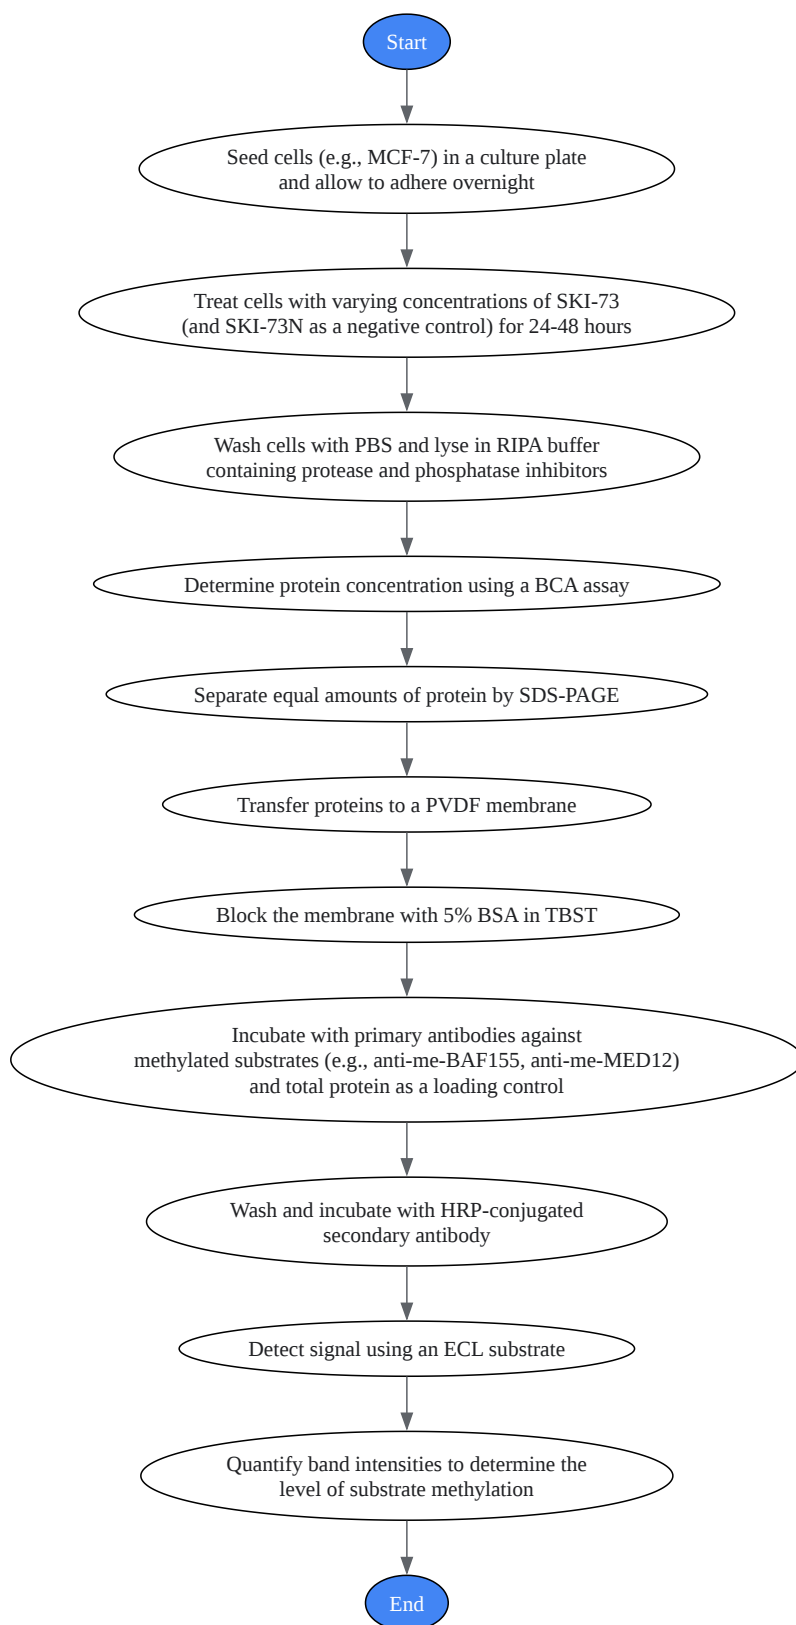 Start
Seed cells (e.g., MCF-7) in a culture plate
and allow to adhere overnight
Treat cells with varying concentrations of SKI-73
(and SKI-73N as a negative control) for 24-48 hours
Wash cells with PBS and lyse in RIPA buffer
containing protease and phosphatase inhibitors
Determine protein concentration using a BCA assay
Separate equal amounts of protein by SDS-PAGE
Transfer proteins to a PVDF membrane
Block the membrane with 5% BSA in TBST
Incubate with primary antibodies against
methylated substrates (e.g., anti-me-BAF155, anti-me-MED12)
and total protein as a loading control
Wash and incubate with HRP-conjugated
secondary antibody
Detect signal using an ECL substrate
Quantify band intensities to determine the
level of substrate methylation
End